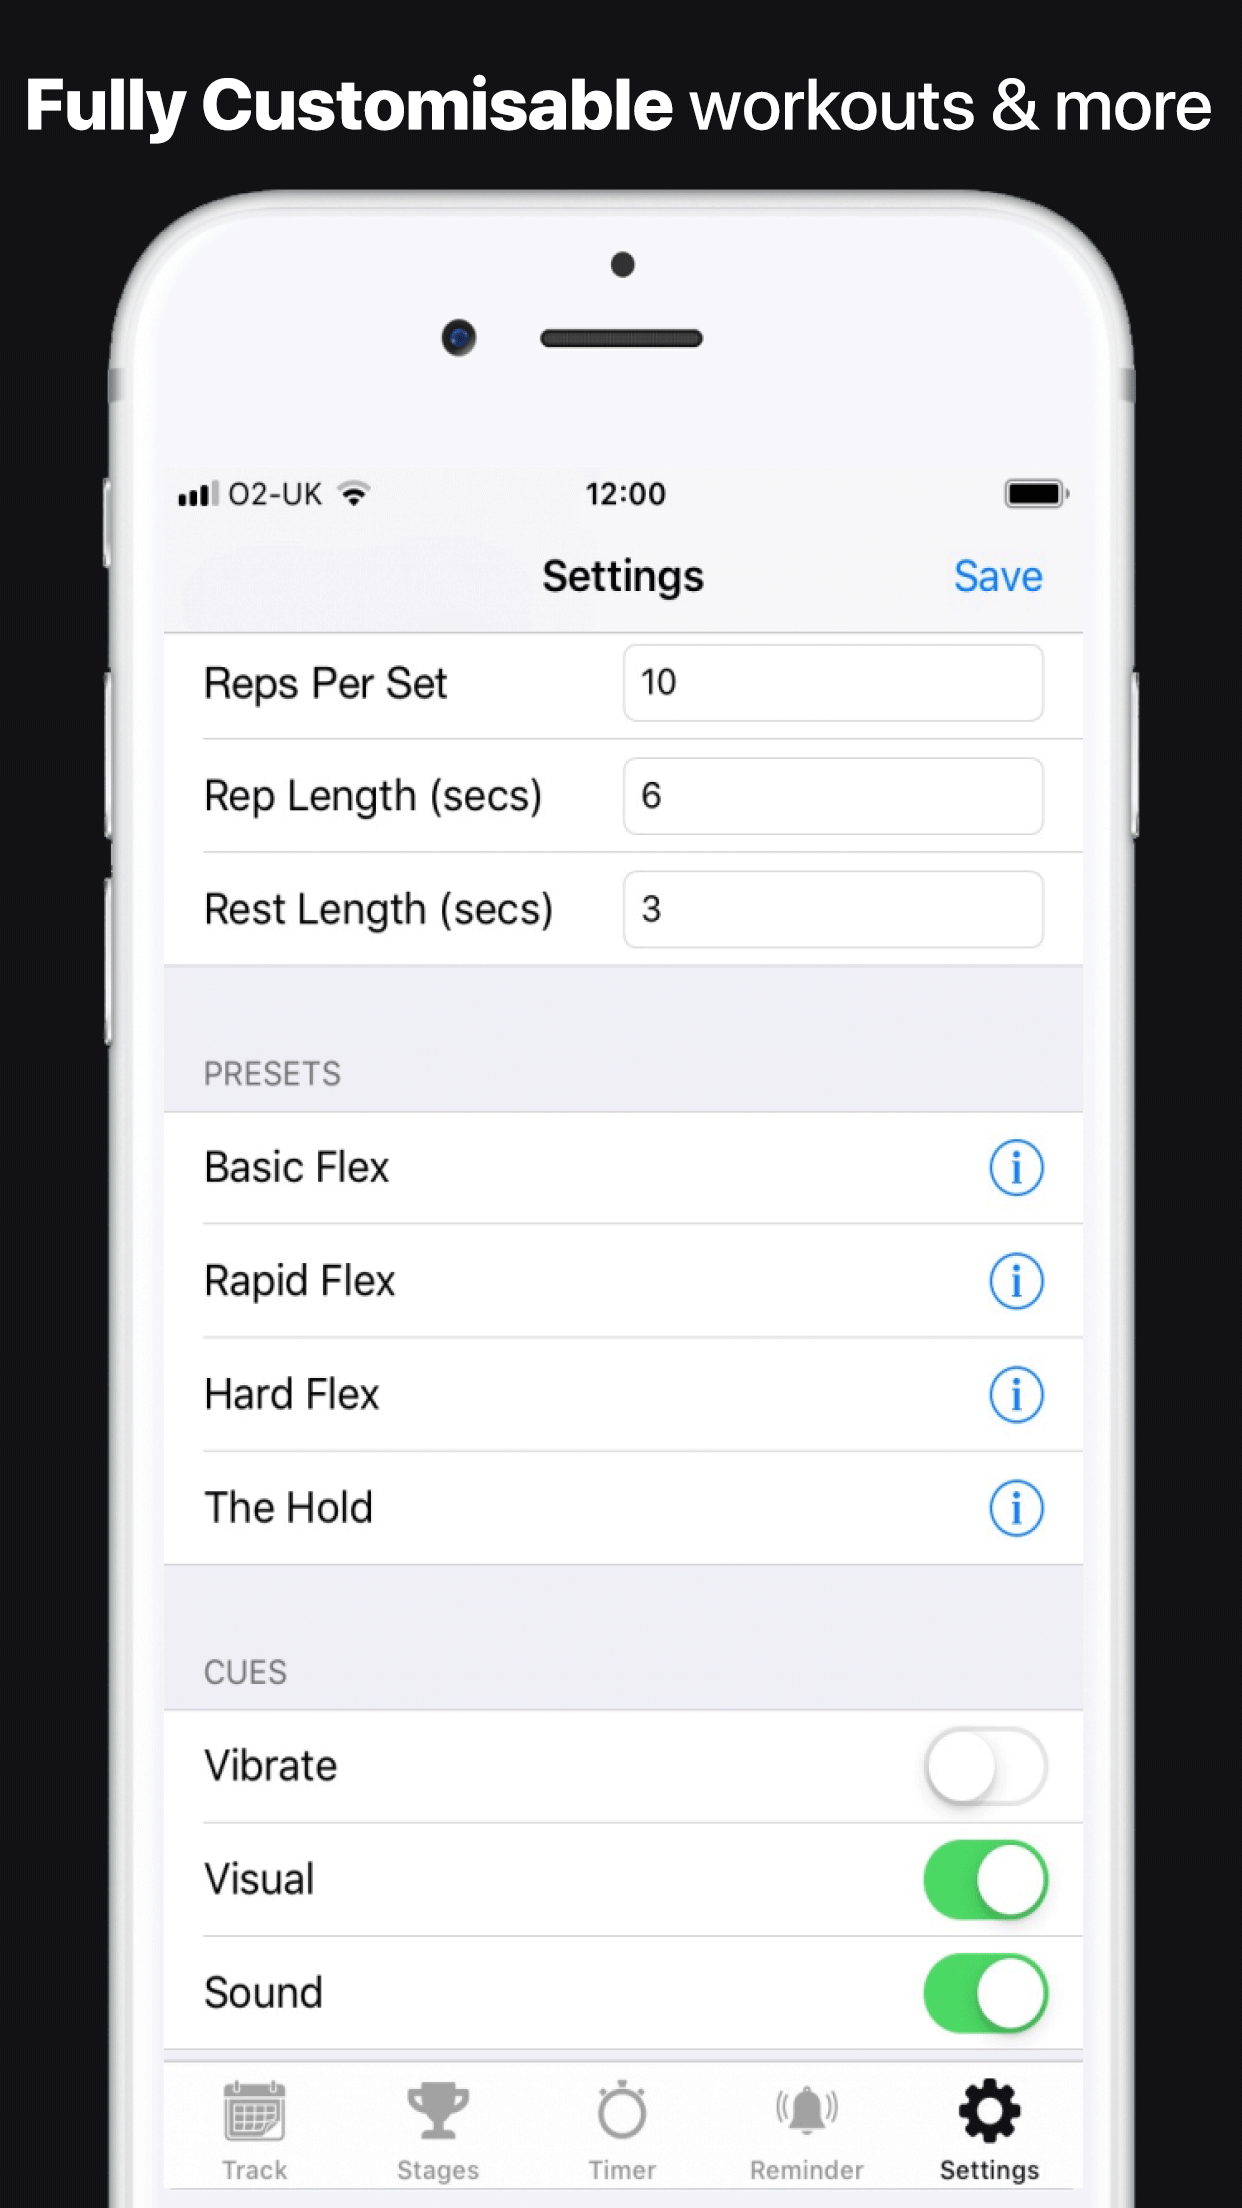 Fully Customisable workouts & more
O2-UK 12:00
Settings Save
Reps Per Set 10
Rep Length (secs) 6
Rest Length (secs) 3
PRESETS
Basic Flex
Rapid Flex
Hard Flex
The Hold
CUES
Vibrate
Visual
Sound
Track Stages Timer Reminder Settings